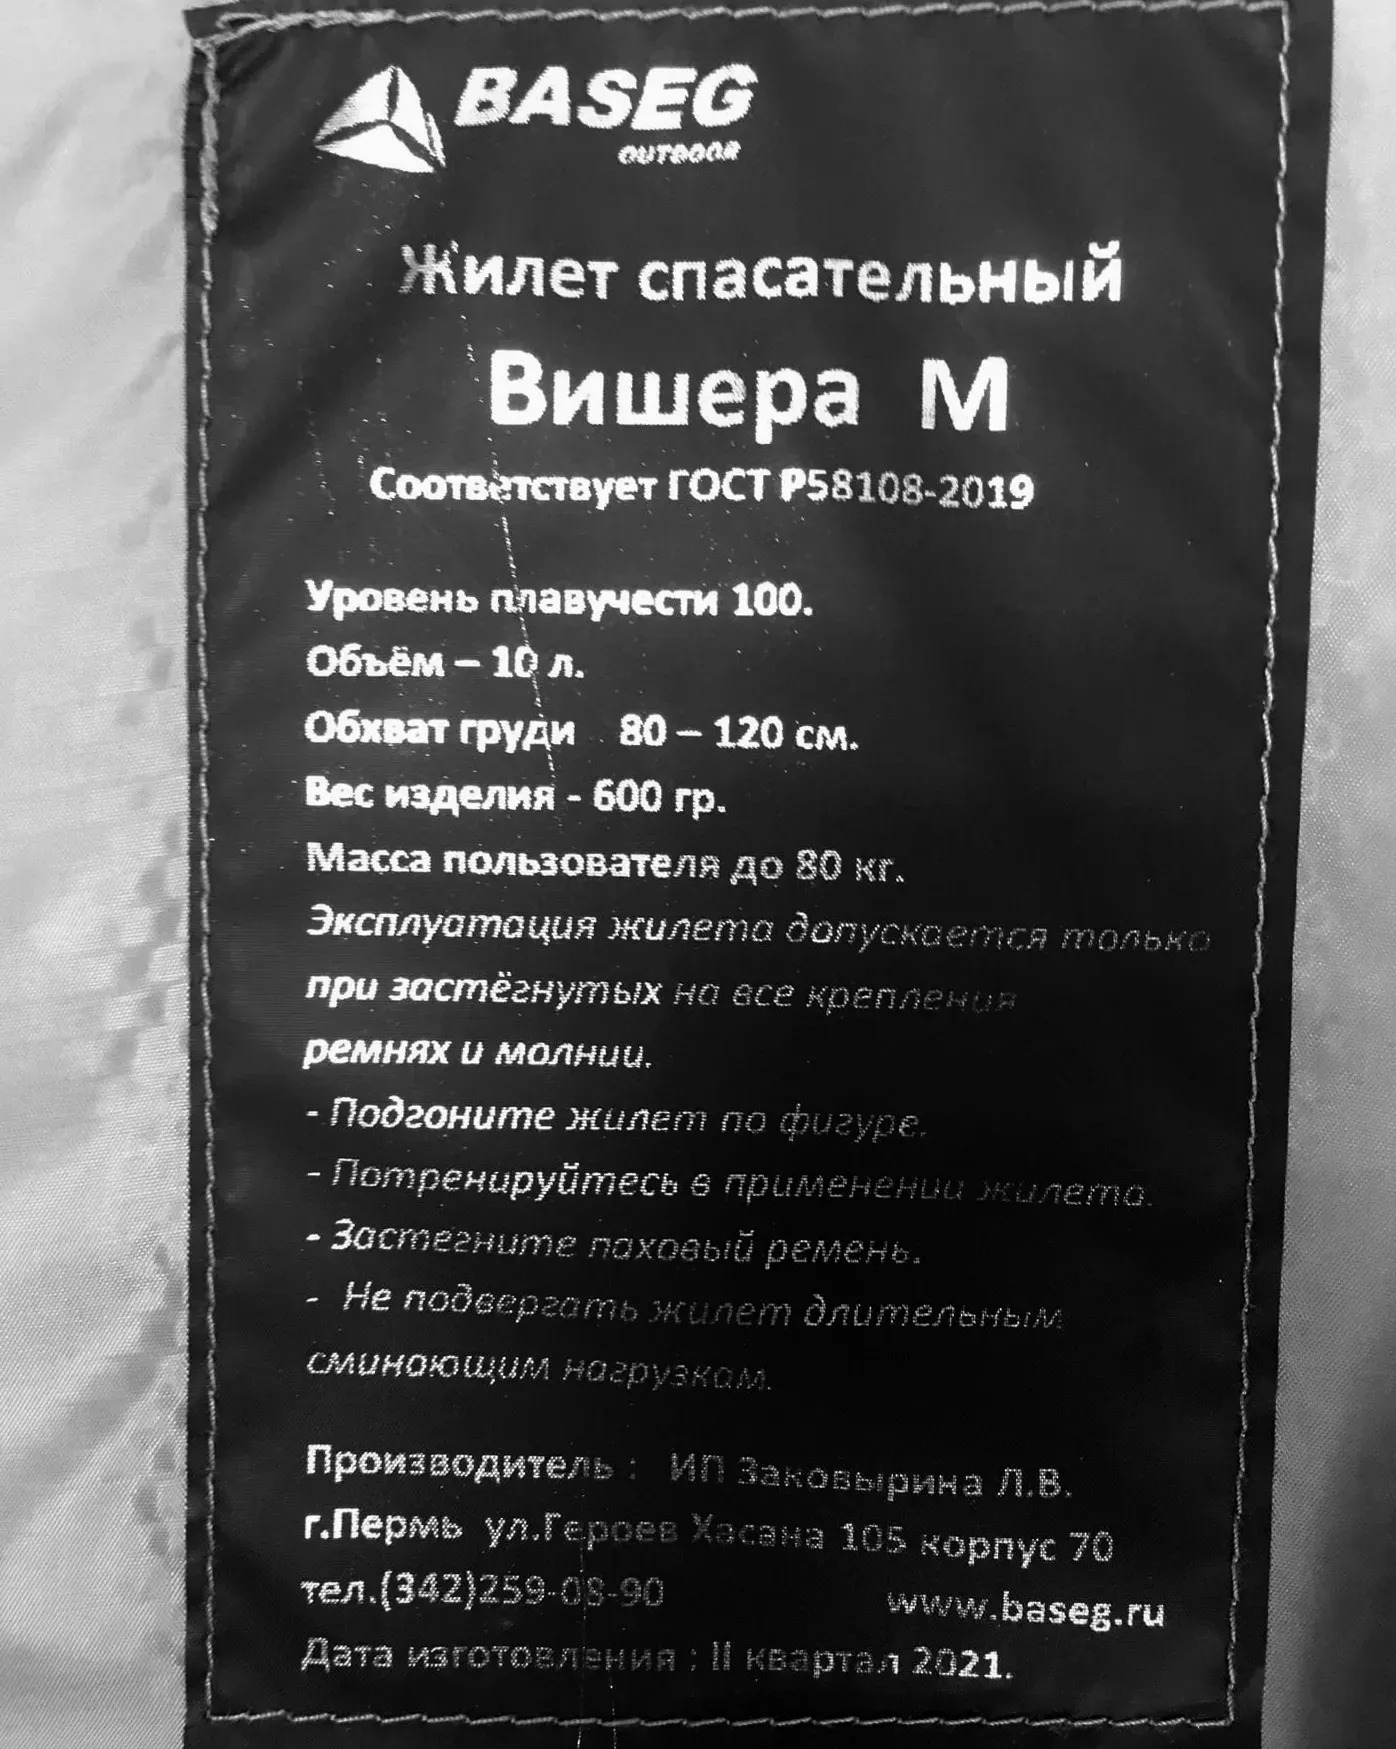 BASEG
OUTDOOR
Жилет спасательный
Вишера М
Соответствует ГОСТ Р58108-2019
Уровень плавучести 100.
Объём – 10 л.
Обхват груди 80 – 120 см.
Вес изделия - 600 гр.
Масса пользователя до 80 кг.
Эксплуатация жилета допускается только
при застёгнутых на все крепления
ремнях и молнии.
- Подгоните жилет по фигуре.
- Потренируйтесь в применении жилета.
- Застегните паховый ремень.
- Не подвергать жилет длительным
сминающим нагрузкам.
Производитель : ИП Заковырина Л.В.
г.Пермь ул.Героев Хасана 105 корпус 70
тел.(342)259-08-90 www.baseg.ru
Дата изготовления : II квартал 2021.